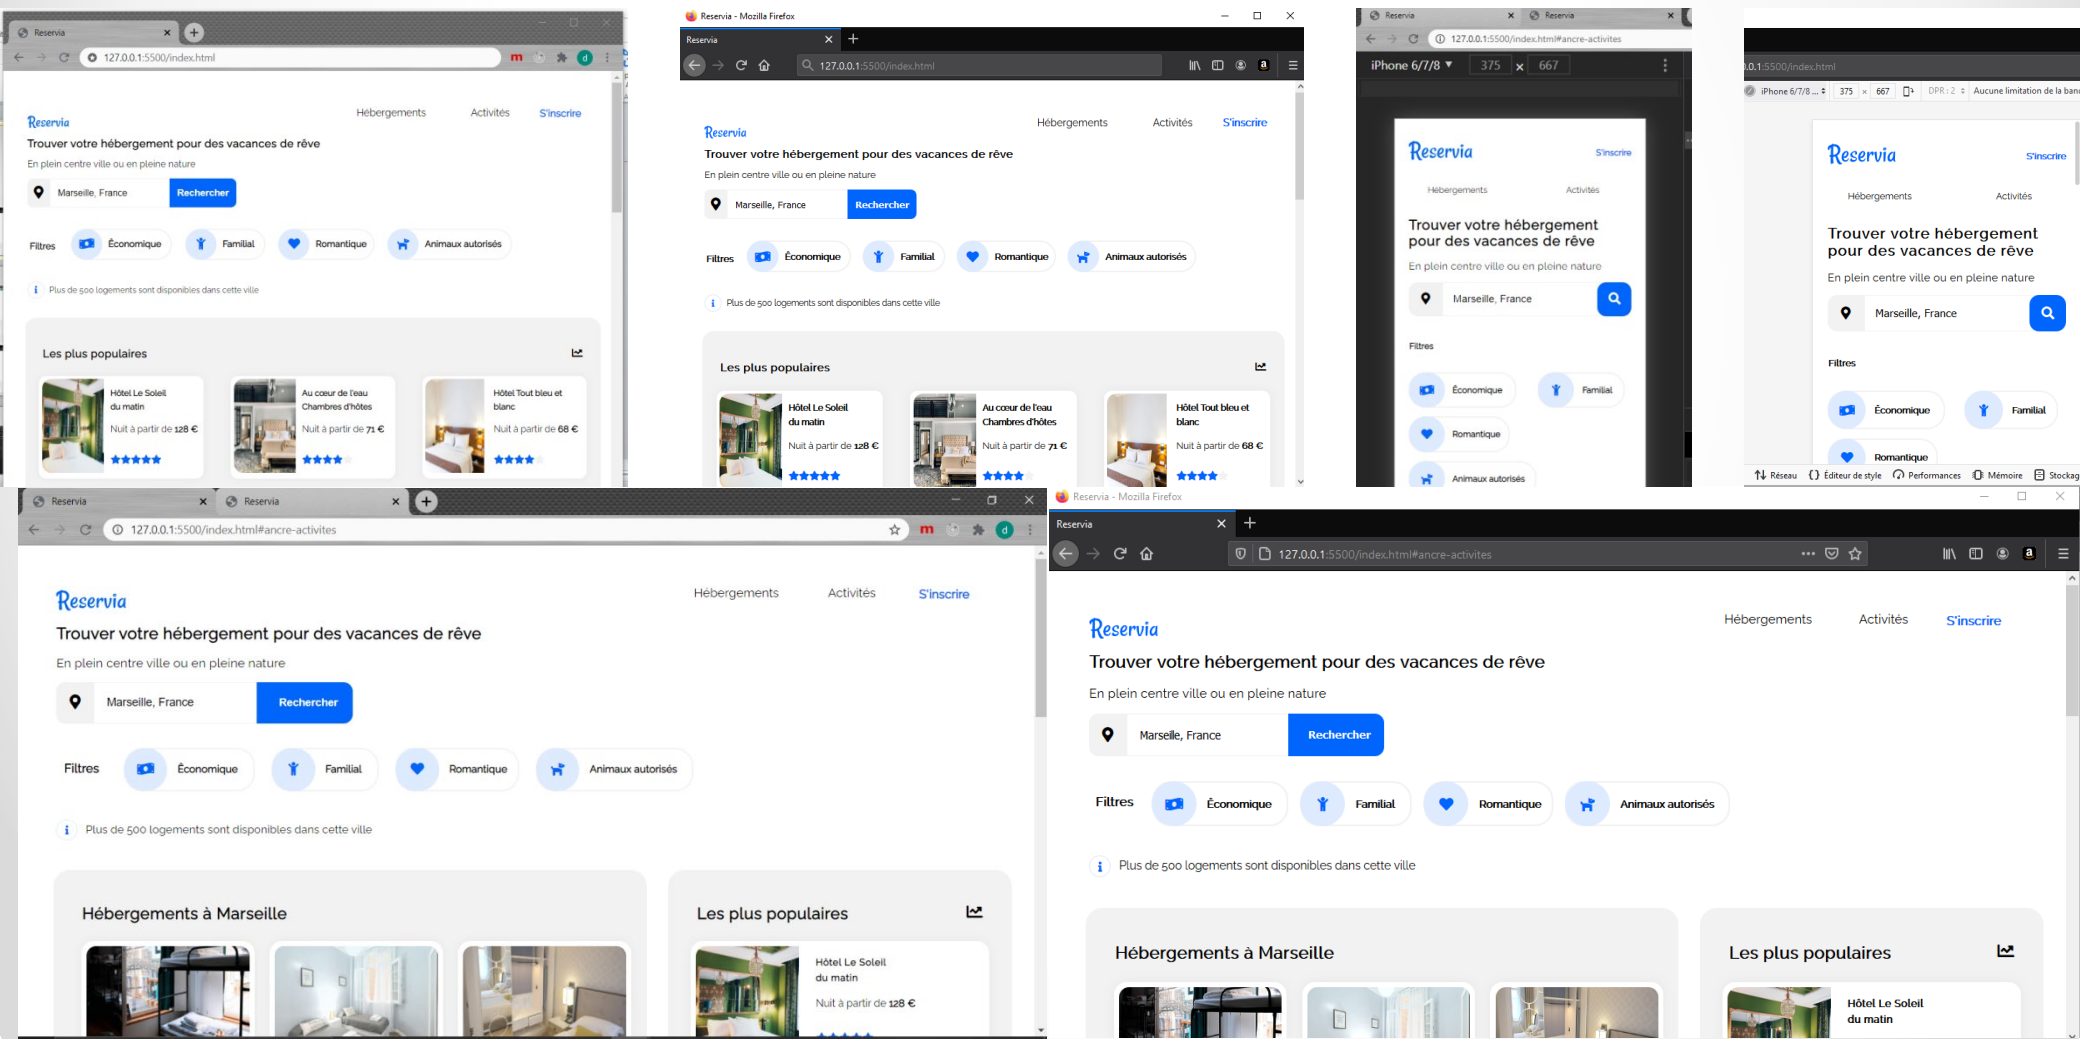 Reservia
127.0.0.1:5500/index.html
m
d
Hébergements
Activités
S'inscrire
Reservia
Trouver votre hébergement pour des vacances de rêve
En plein centre ville ou en pleine nature
Marseille, France
Rechercher
Filtres
Économique
Familial
Romantique
Animaux autorisés
Plus de 500 logements sont disponibles dans cette ville
Les plus populaires
Hôtel Le Soleil
du matin
Nuit à partir de 128 €
Au cœur de l'eau
Chambres d'hôtes
Nuit à partir de 71 €
Hôtel Tout bleu et
blanc
Nuit à partir de 68 €
Reservia - Mozilla Firefox
Reservia
127.0.0.1:5500/index.html
Hébergements
Activités
S'inscrire
Reservia
Trouver votre hébergement pour des vacances de rêve
En plein centre ville ou en pleine nature
Marseille, France
Rechercher
Filtres
Économique
Familial
Romantique
Animaux autorisés
Plus de 500 logements sont disponibles dans cette ville
Les plus populaires
Hôtel Le Soleil
du matin
Nuit à partir de 128 €
Au cœur de l'eau
Chambres d'hôtes
Nuit à partir de 71 €
Hôtel Tout bleu et
blanc
Nuit à partir de 68 €
Reservia
Reservia
127.0.0.1:5500/index.html#ancre-activites
iPhone 6/7/8 375 x 667
Reservia
S'inscrire
Hébergements
Activités
Trouver votre hébergement
pour des vacances de rêve
En plein centre ville ou en pleine nature
Marseille, France
Filtres
Économique
Familial
Romantique
Animaux autorisés
.0.1:5500/index.html
iPhone 6/7/8 ... 375 × 667 DPR : 2 Aucune limitation de la ban
Reservia
S'inscrire
Hébergements
Activités
Trouver votre hébergement
pour des vacances de rêve
En plein centre ville ou en pleine nature
Marseille, France
Filtres
Économique
Familial
Romantique
Réseau {} Éditeur de style Performances Mémoire Stockag
Reservia
Reservia
127.0.0.1:5500/index.html#ancre-activites
m
d
Hébergements
Activités
S'inscrire
Reservia
Trouver votre hébergement pour des vacances de rêve
En plein centre ville ou en pleine nature
Marseille, France
Rechercher
Filtres
Économique
Familial
Romantique
Animaux autorisés
Plus de 500 logements sont disponibles dans cette ville
Hébergements à Marseille
Les plus populaires
Hôtel Le Soleil
du matin
Nuit à partir de 128 €
Reservia - Mozilla Firefox
Reservia
127.0.0.1:5500/index.html#ancre-activites
Hébergements
Activités
S'inscrire
Reservia
Trouver votre hébergement pour des vacances de rêve
En plein centre ville ou en pleine nature
Marseille, France
Rechercher
Filtres
Économique
Familial
Romantique
Animaux autorisés
Plus de 500 logements sont disponibles dans cette ville
Hébergements à Marseille
Les plus populaires
Hôtel Le Soleil
du matin